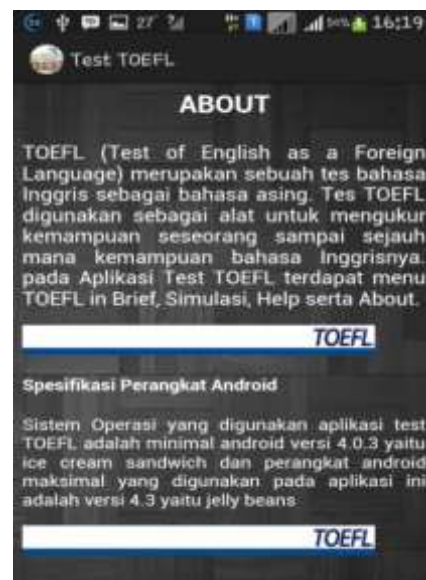 27° 16:19
Test TOEFL
ABOUT
TOEFL (Test of English as a Foreign
Language) merupakan sebuah tes bahasa
Inggris sebagai bahasa asing. Tes TOEFL
digunakan sebagai alat untuk mengukur
kemampuan seseorang sampai sejauh
mana kemampuan bahasa Inggrisnya.
pada Aplikasi Test TOEFL terdapat menu
TOEFL in Brief, Simulasi, Help serta About.
TOEFL
Spesifikasi Perangkat Android
Sistem Operasi yang digunakan aplikasi test
TOEFL adalah minimal android versi 4.0.3 yaitu
ice cream sandwich dan perangkat android
maksimal yang digunakan pada aplikasi ini
adalah versi 4.3 yaitu jelly beans
TOEFL